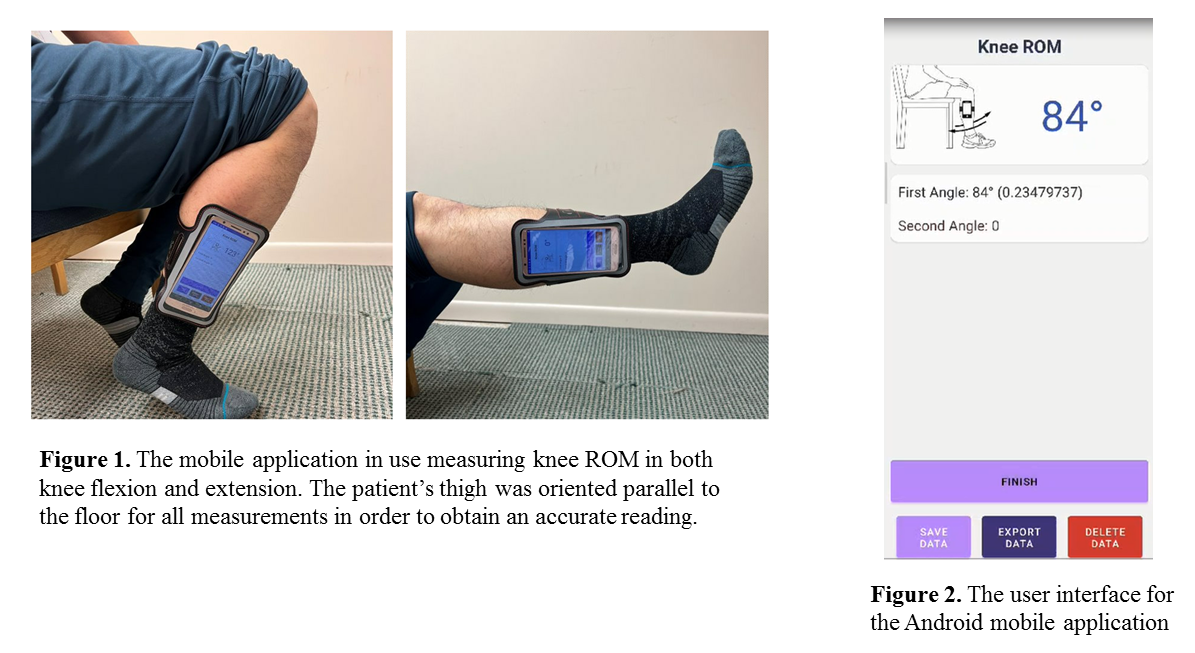 Figure 1. The mobile application in use measuring knee ROM in both
knee flexion and extension. The patient’s thigh was oriented parallel to
the floor for all measurements in order to obtain an accurate reading.
Knee ROM
84°
First Angle: 84° (0.23479737)
Second Angle: 0
FINISH
SAVE
DATA
EXPORT
DATA
DELETE
DATA
Figure 2. The user interface for
the Android mobile application